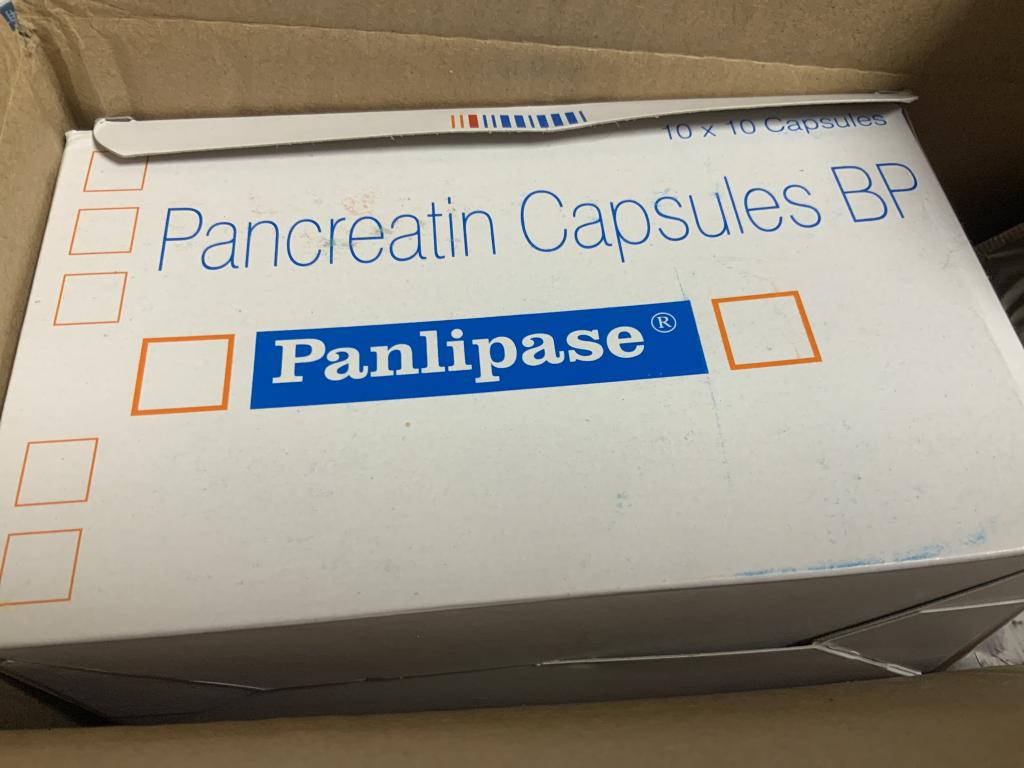 10 x 10 Capsules
Pancreatin Capsules BP
Panlipase®